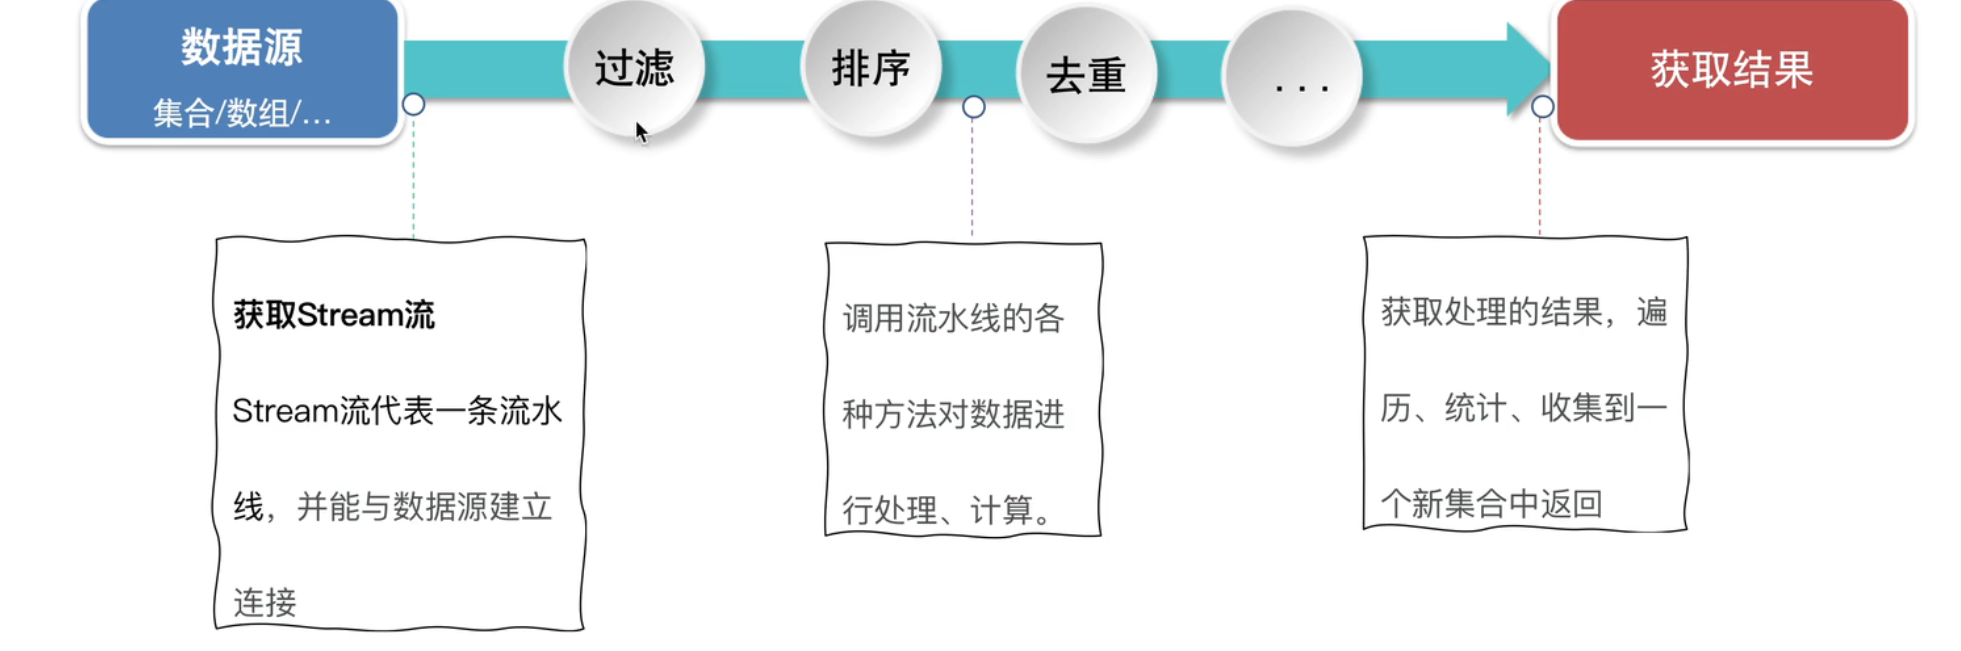 数据源
集合/数组/...
过滤
排序
去重
...
获取结果
获取Stream流
Stream流代表一条流水
线，并能与数据源建立
连接
调用流水线的各
种方法对数据进
行处理、计算。
获取处理的结果，遍
历、统计、收集到一
个新集合中返回